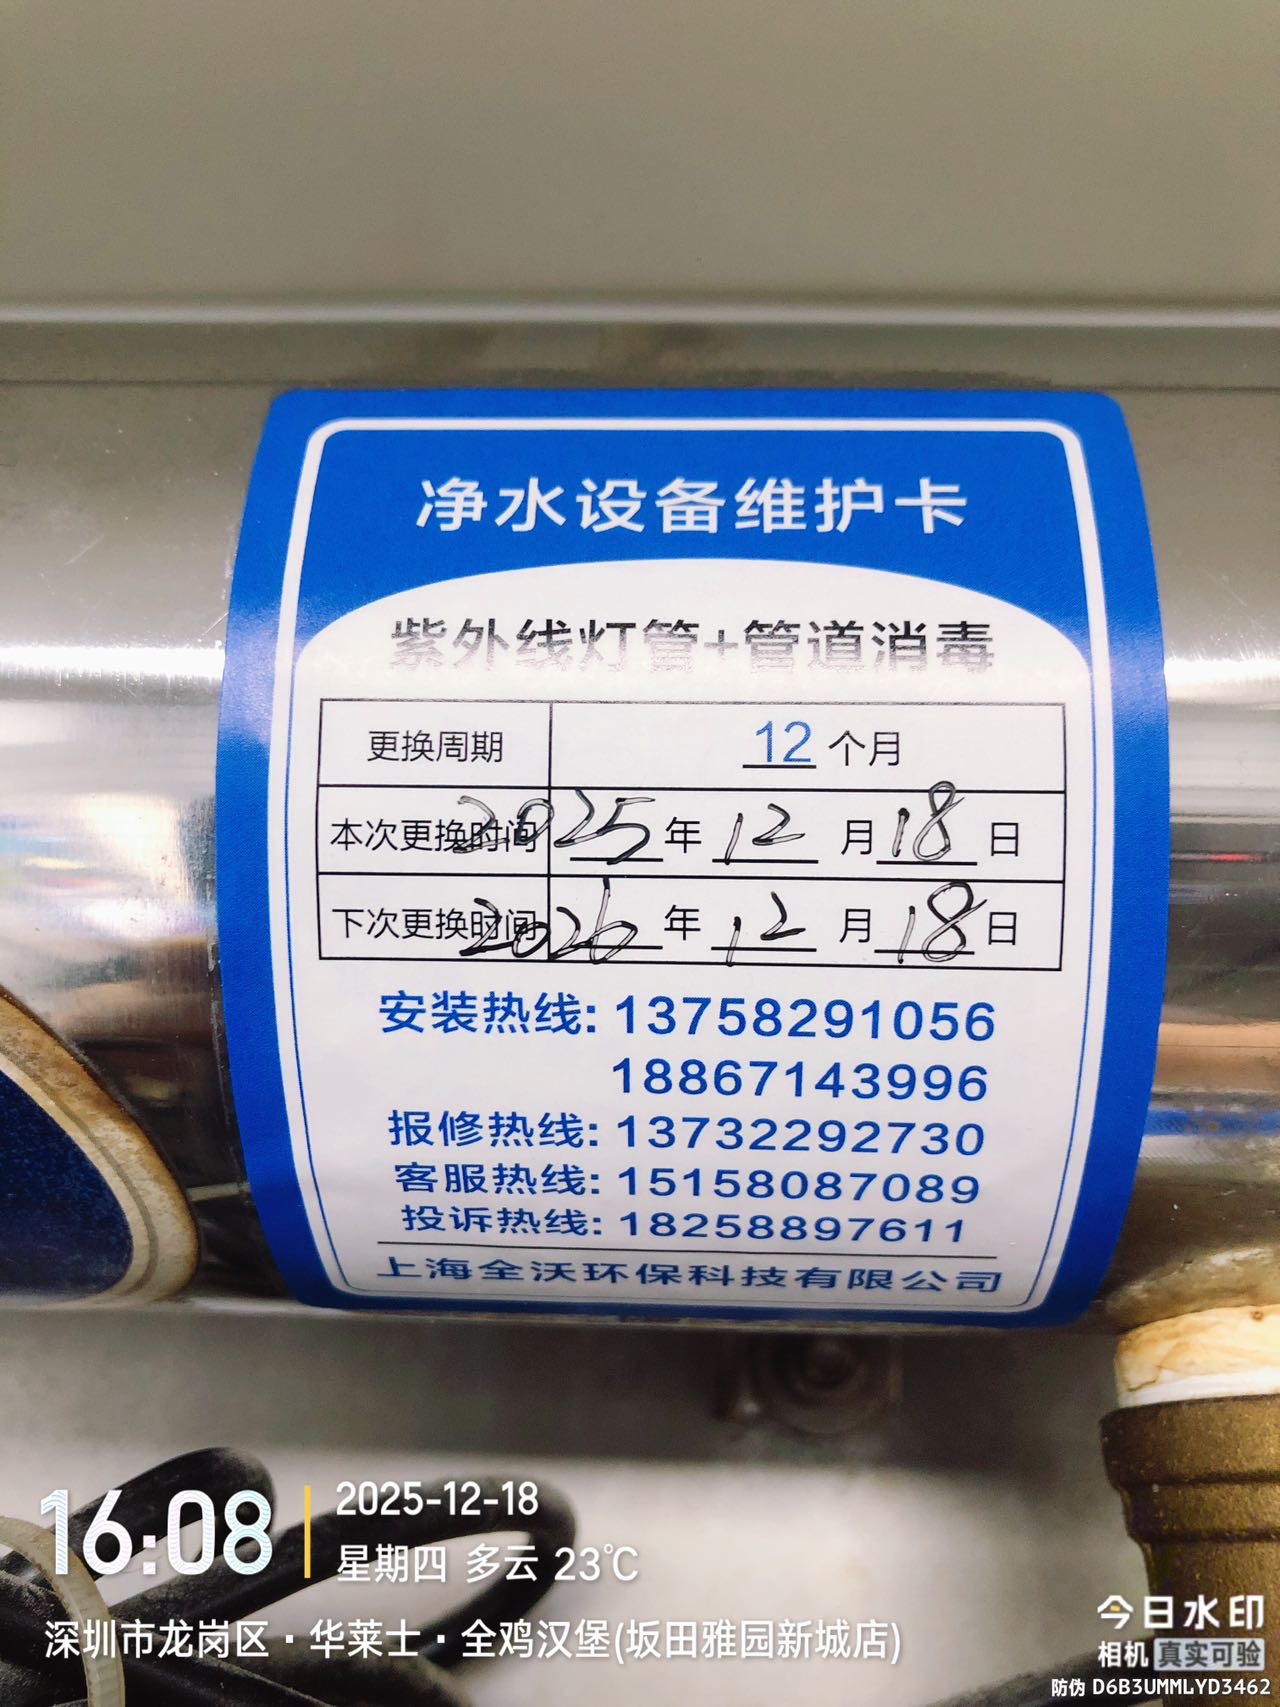 净水设备维护卡
紫外线灯管+管道消毒
更换周期 12 个月
本次更换时间 2025 年 12 月 18 日
下次更换时间 2026 年 12 月 18 日
安装热线: 13758291056
18867143996
报修热线: 13732292730
客服热线: 15158087089
投诉热线: 18258897611
上海全沃环保科技有限公司
16:08
2025-12-18
星期四 多云 23℃
深圳市龙岗区·华莱士·全鸡汉堡(坂田雅园新城店)
今日水印
相机 真实可验
防伪 D6B3UMMLYD3462